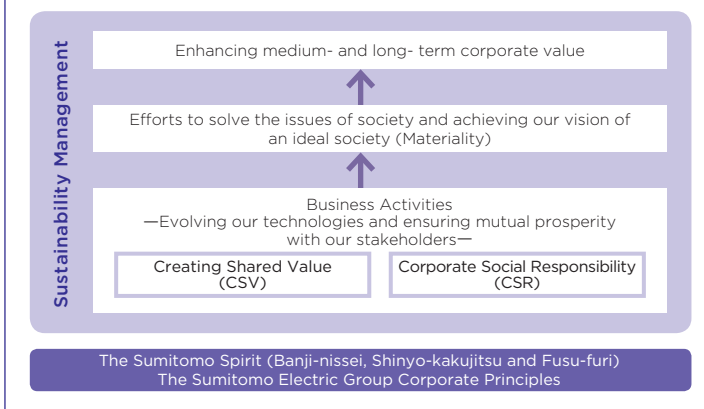 Sustainability Management
Enhancing medium- and long- term corporate value
Efforts to solve the issues of society and achieving our vision of
an ideal society (Materiality)
Business Activities
—Evolving our technologies and ensuring mutual prosperity
with our stakeholders—
Creating Shared Value
(CSV)
Corporate Social Responsibility
(CSR)
The Sumitomo Spirit (Banji-nissei, Shinyo-kakujitsu and Fusu-furi)
The Sumitomo Electric Group Corporate Principles